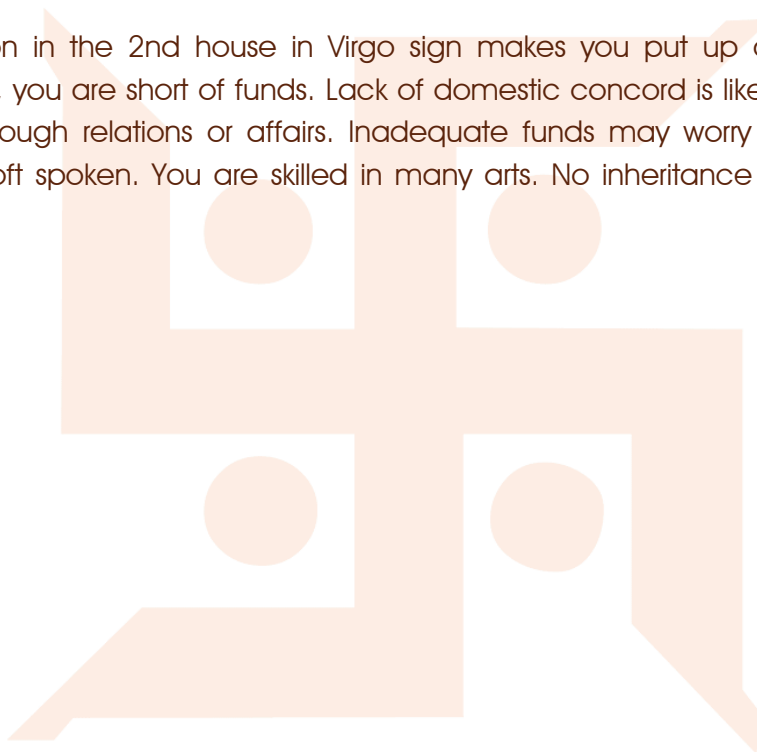 on in the 2nd house in Virgo sign makes you put up
you are short of funds. Lack of domestic concord is like
ough relations or affairs. Inadequate funds may worry
oft spoken. You are skilled in many arts. No inheritance